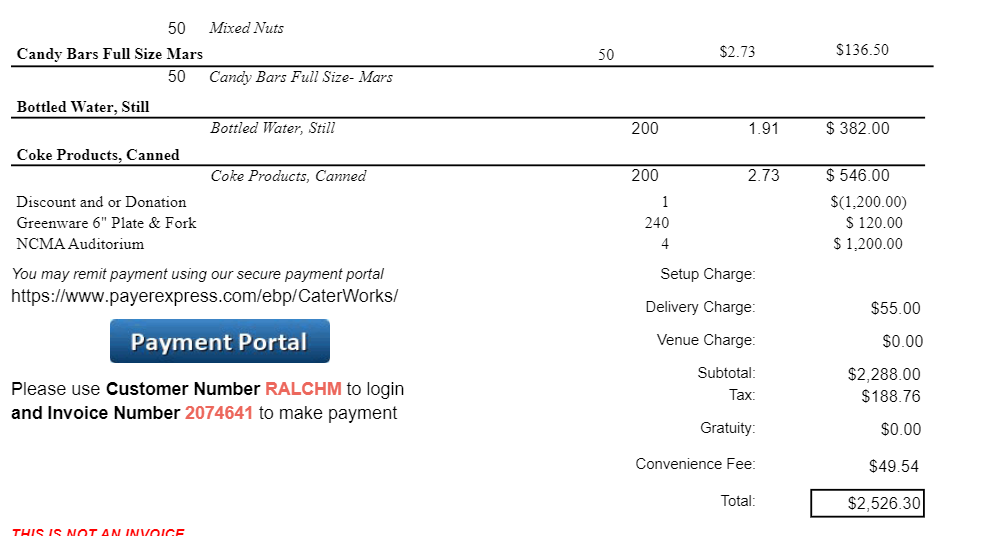 50 Mixed Nuts
Candy Bars Full Size Mars 50 $2.73 $136.50
50 Candy Bars Full Size- Mars
Bottled Water, Still
Bottled Water, Still 200 1.91 $ 382.00
Coke Products, Canned
Coke Products, Canned 200 2.73 $ 546.00
Discount and or Donation 1 $(1,200.00)
Greenware 6" Plate & Fork 240 $ 120.00
NCMA Auditorium 4 $ 1,200.00
You may remit payment using our secure payment portal
https://www.payerexpress.com/ebp/CaterWorks/
Payment Portal
Please use Customer Number RALCHM to login
and Invoice Number 2074641 to make payment
Setup Charge:
Delivery Charge: $55.00
Venue Charge: $0.00
Subtotal: $2,288.00
Tax: $188.76
Gratuity: $0.00
Convenience Fee: $49.54
Total: $2,526.30
THIS IS NOT AN INVOICE